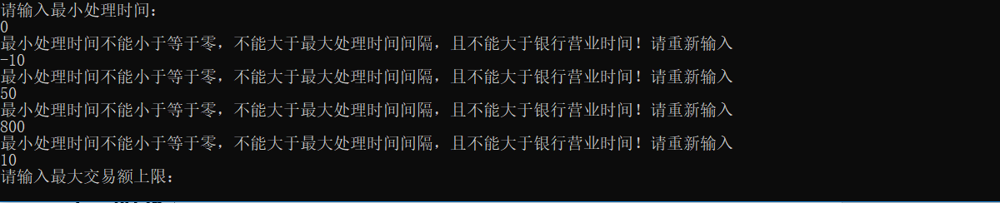 请输入最小处理时间:
0
最小处理时间不能小于等于零，不能大于最大处理时间间隔，且不能大于银行营业时间！请重新输入
-10
最小处理时间不能小于等于零，不能大于最大处理时间间隔，且不能大于银行营业时间！请重新输入
50
最小处理时间不能小于等于零，不能大于最大处理时间间隔，且不能大于银行营业时间！请重新输入
800
最小处理时间不能小于等于零，不能大于最大处理时间间隔，且不能大于银行营业时间！请重新输入
10
请输入最大交易额上限: